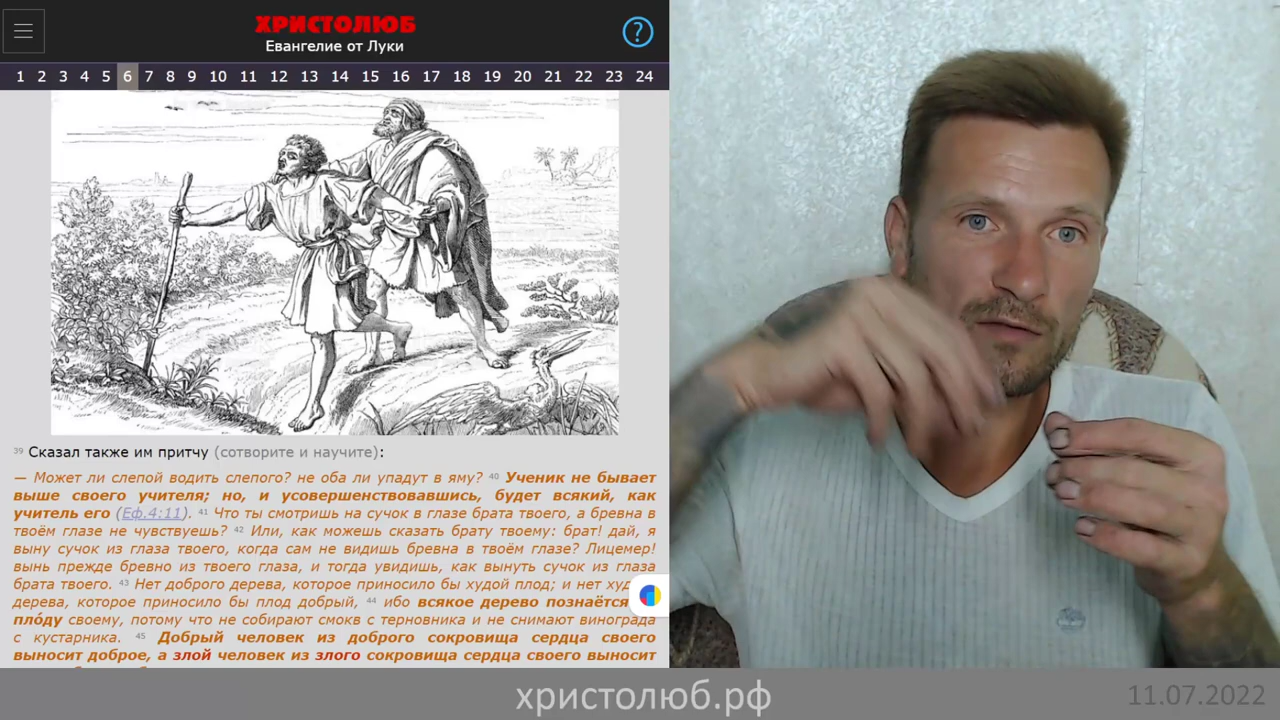 ХРИСТОЛЮБ
Евангелие от Луки
1 2 3 4 5 6 7 8 9 10 11 12 13 14 15 16 17 18 19 20 21 22 23 24
39 Сказал также им притчу (сотворите и научите):
— Может ли слепой водить слепого? не оба ли упадут в яму? 40 Ученик не бывает
выше своего учителя; но, и усовершенствовавшись, будет всякий, как
учитель его (Еф.4:11). 41 Что ты смотришь на сучок в глазе брата твоего, а бревна в
твоём глазе не чувствуешь? 42 Или, как можешь сказать брату твоему: брат! дай, я
выну сучок из глаза твоего, когда сам не видишь бревна в твоём глазе? Лицемер!
вынь прежде бревно из твоего глаза, и тогда увидишь, как вынуть сучок из глаза
брата твоего. 43 Нет доброго дерева, которое приносило бы худой плод; и нет
дерева, которое приносило бы плод добрый, 44 ибо всякое дерево познаётся
пло́ду своему, потому что не собирают смокв с терновника и не снимают винограда
с кустарника. 45 Добрый человек из доброго сокровища сердца своего
выносит доброе, а злой человек из злого сокровища сердца своего выносит
христолюб.рф
11.07.2022